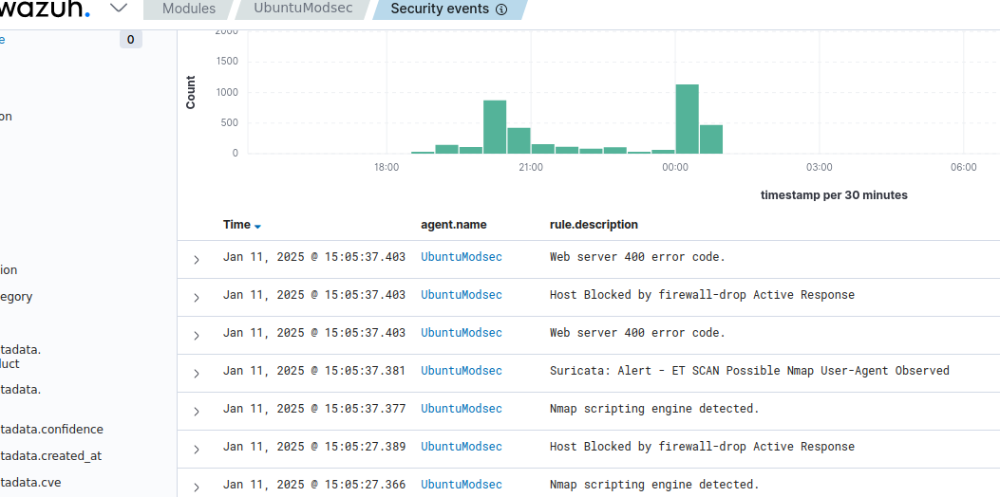 wazuh. Modules UbuntuModsec Security events
e 0
on
ion
egory
tadata.
uct
tadata.
tadata.confidence
tadata.created_at
tadata.cve
2000
1500
1000
500
0
Count
18:00 21:00 00:00 03:00 06:00
timestamp per 30 minutes
Time agent.name rule.description
Jan 11, 2025 @ 15:05:37.403 UbuntuModsec Web server 400 error code.
Jan 11, 2025 @ 15:05:37.403 UbuntuModsec Host Blocked by firewall-drop Active Response
Jan 11, 2025 @ 15:05:37.403 UbuntuModsec Web server 400 error code.
Jan 11, 2025 @ 15:05:37.381 UbuntuModsec Suricata: Alert - ET SCAN Possible Nmap User-Agent Observed
Jan 11, 2025 @ 15:05:37.377 UbuntuModsec Nmap scripting engine detected.
Jan 11, 2025 @ 15:05:27.389 UbuntuModsec Host Blocked by firewall-drop Active Response
Jan 11, 2025 @ 15:05:27.366 UbuntuModsec Nmap scripting engine detected.